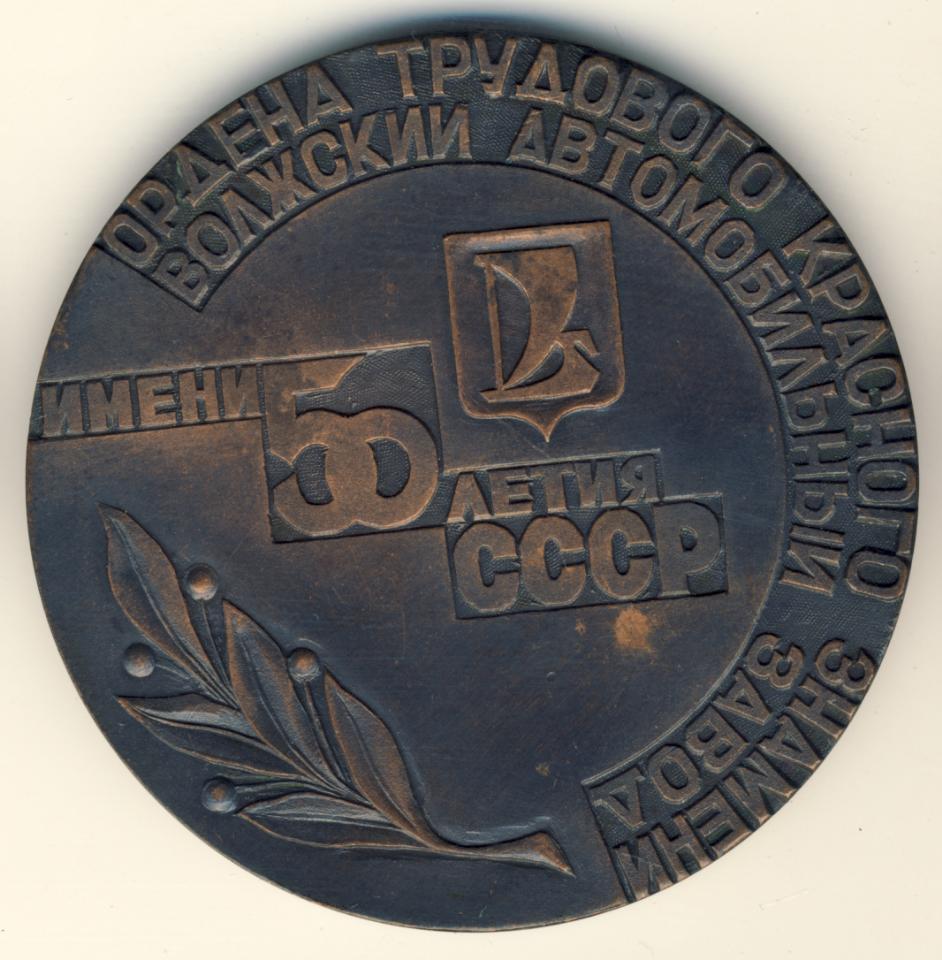 ОРДЕНА ТРУДОВОГО КРАСНОГО ЗНАМЕНИ
ВОЛЖСКИЙ АВТОМОБИЛЬНЫЙ ЗАВОД
ИМЕНИ 50
ЛЕТИЯ
СССР